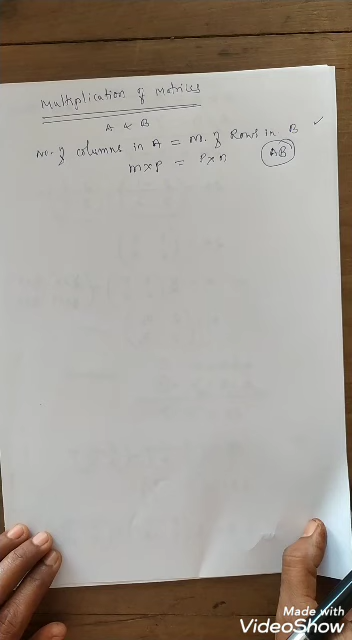 Multiplication of Matrices
A & B
No. of columns in A = No. of Rows in B ✓
m×p = p×n AB
Made with
VideoShow